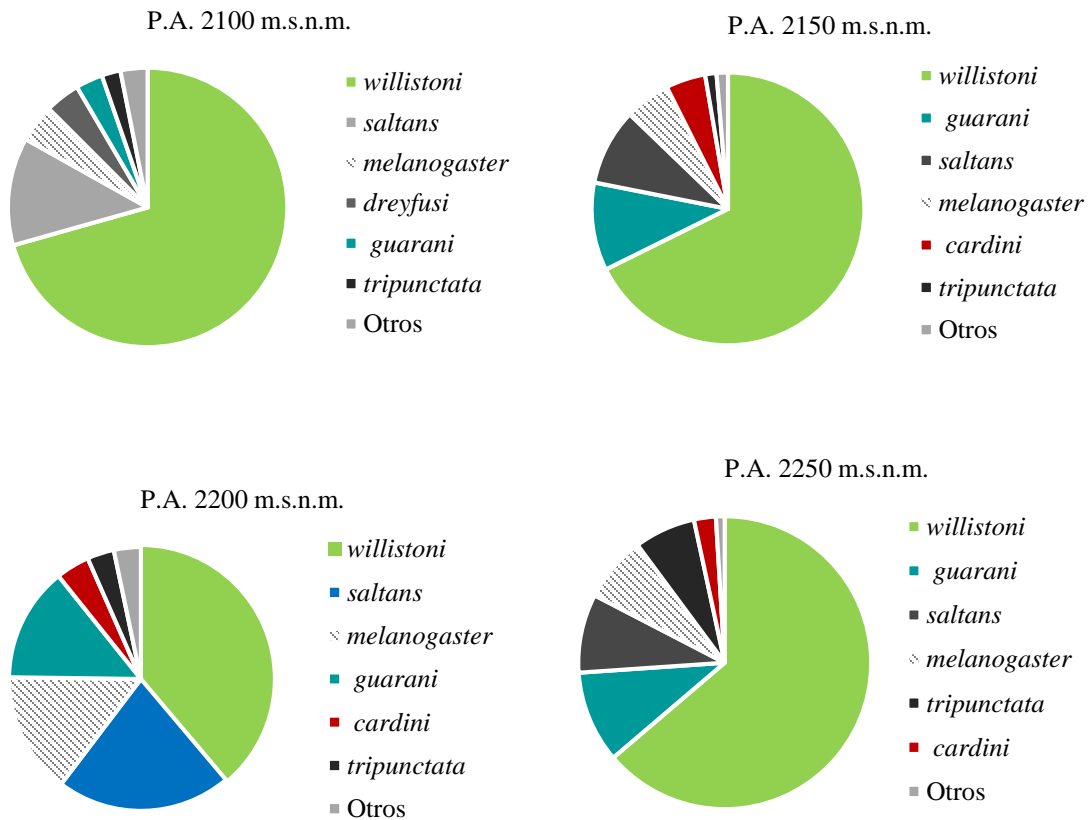 P.A. 2100 m.s.n.m.
willistoni
saltans
melanogaster
dreyfusi
guarani
tripunctata
Otros
P.A. 2150 m.s.n.m.
willistoni
guarani
saltans
melanogaster
cardini
tripunctata
Otros
P.A. 2200 m.s.n.m.
willistoni
saltans
melanogaster
guarani
cardini
tripunctata
Otros
P.A. 2250 m.s.n.m.
willistoni
guarani
saltans
melanogaster
tripunctata
cardini
Otros